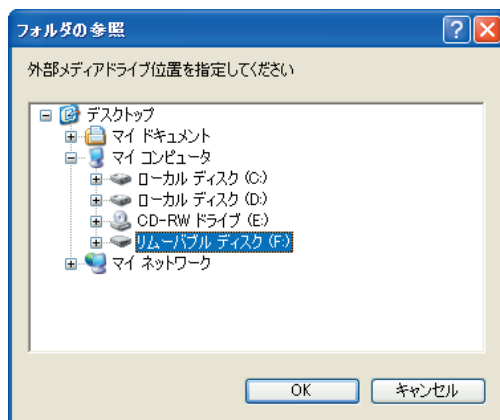 フォルダの参照
外部メディアドライブ位置を指定してください
デスクトップ
マイ ドキュメント
マイ コンピュータ
ローカル ディスク (C:)
ローカル ディスク (D:)
CD-RW ドライブ (E:)
リムーバブル ディスク (F:)
マイ ネットワーク
OK
キャンセル